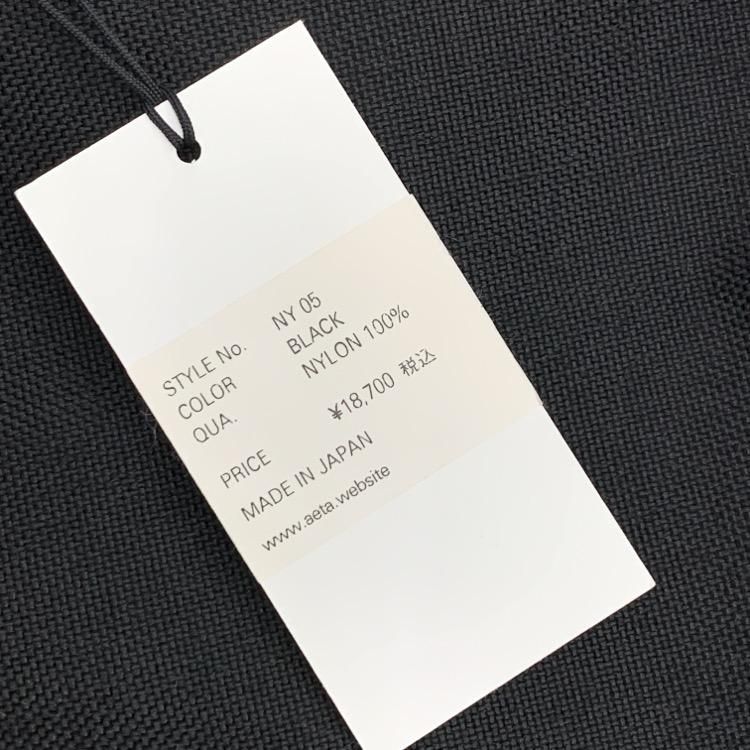 STYLE No. NY 05
COLOR BLACK
QUA. NYLON 100%
PRICE ¥18,700 税込
MADE IN JAPAN
www.aeta.website